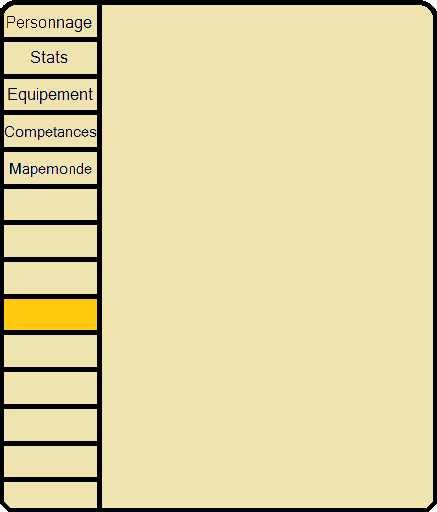 Personnage
Stats
Equipement
Competances
Mapemonde